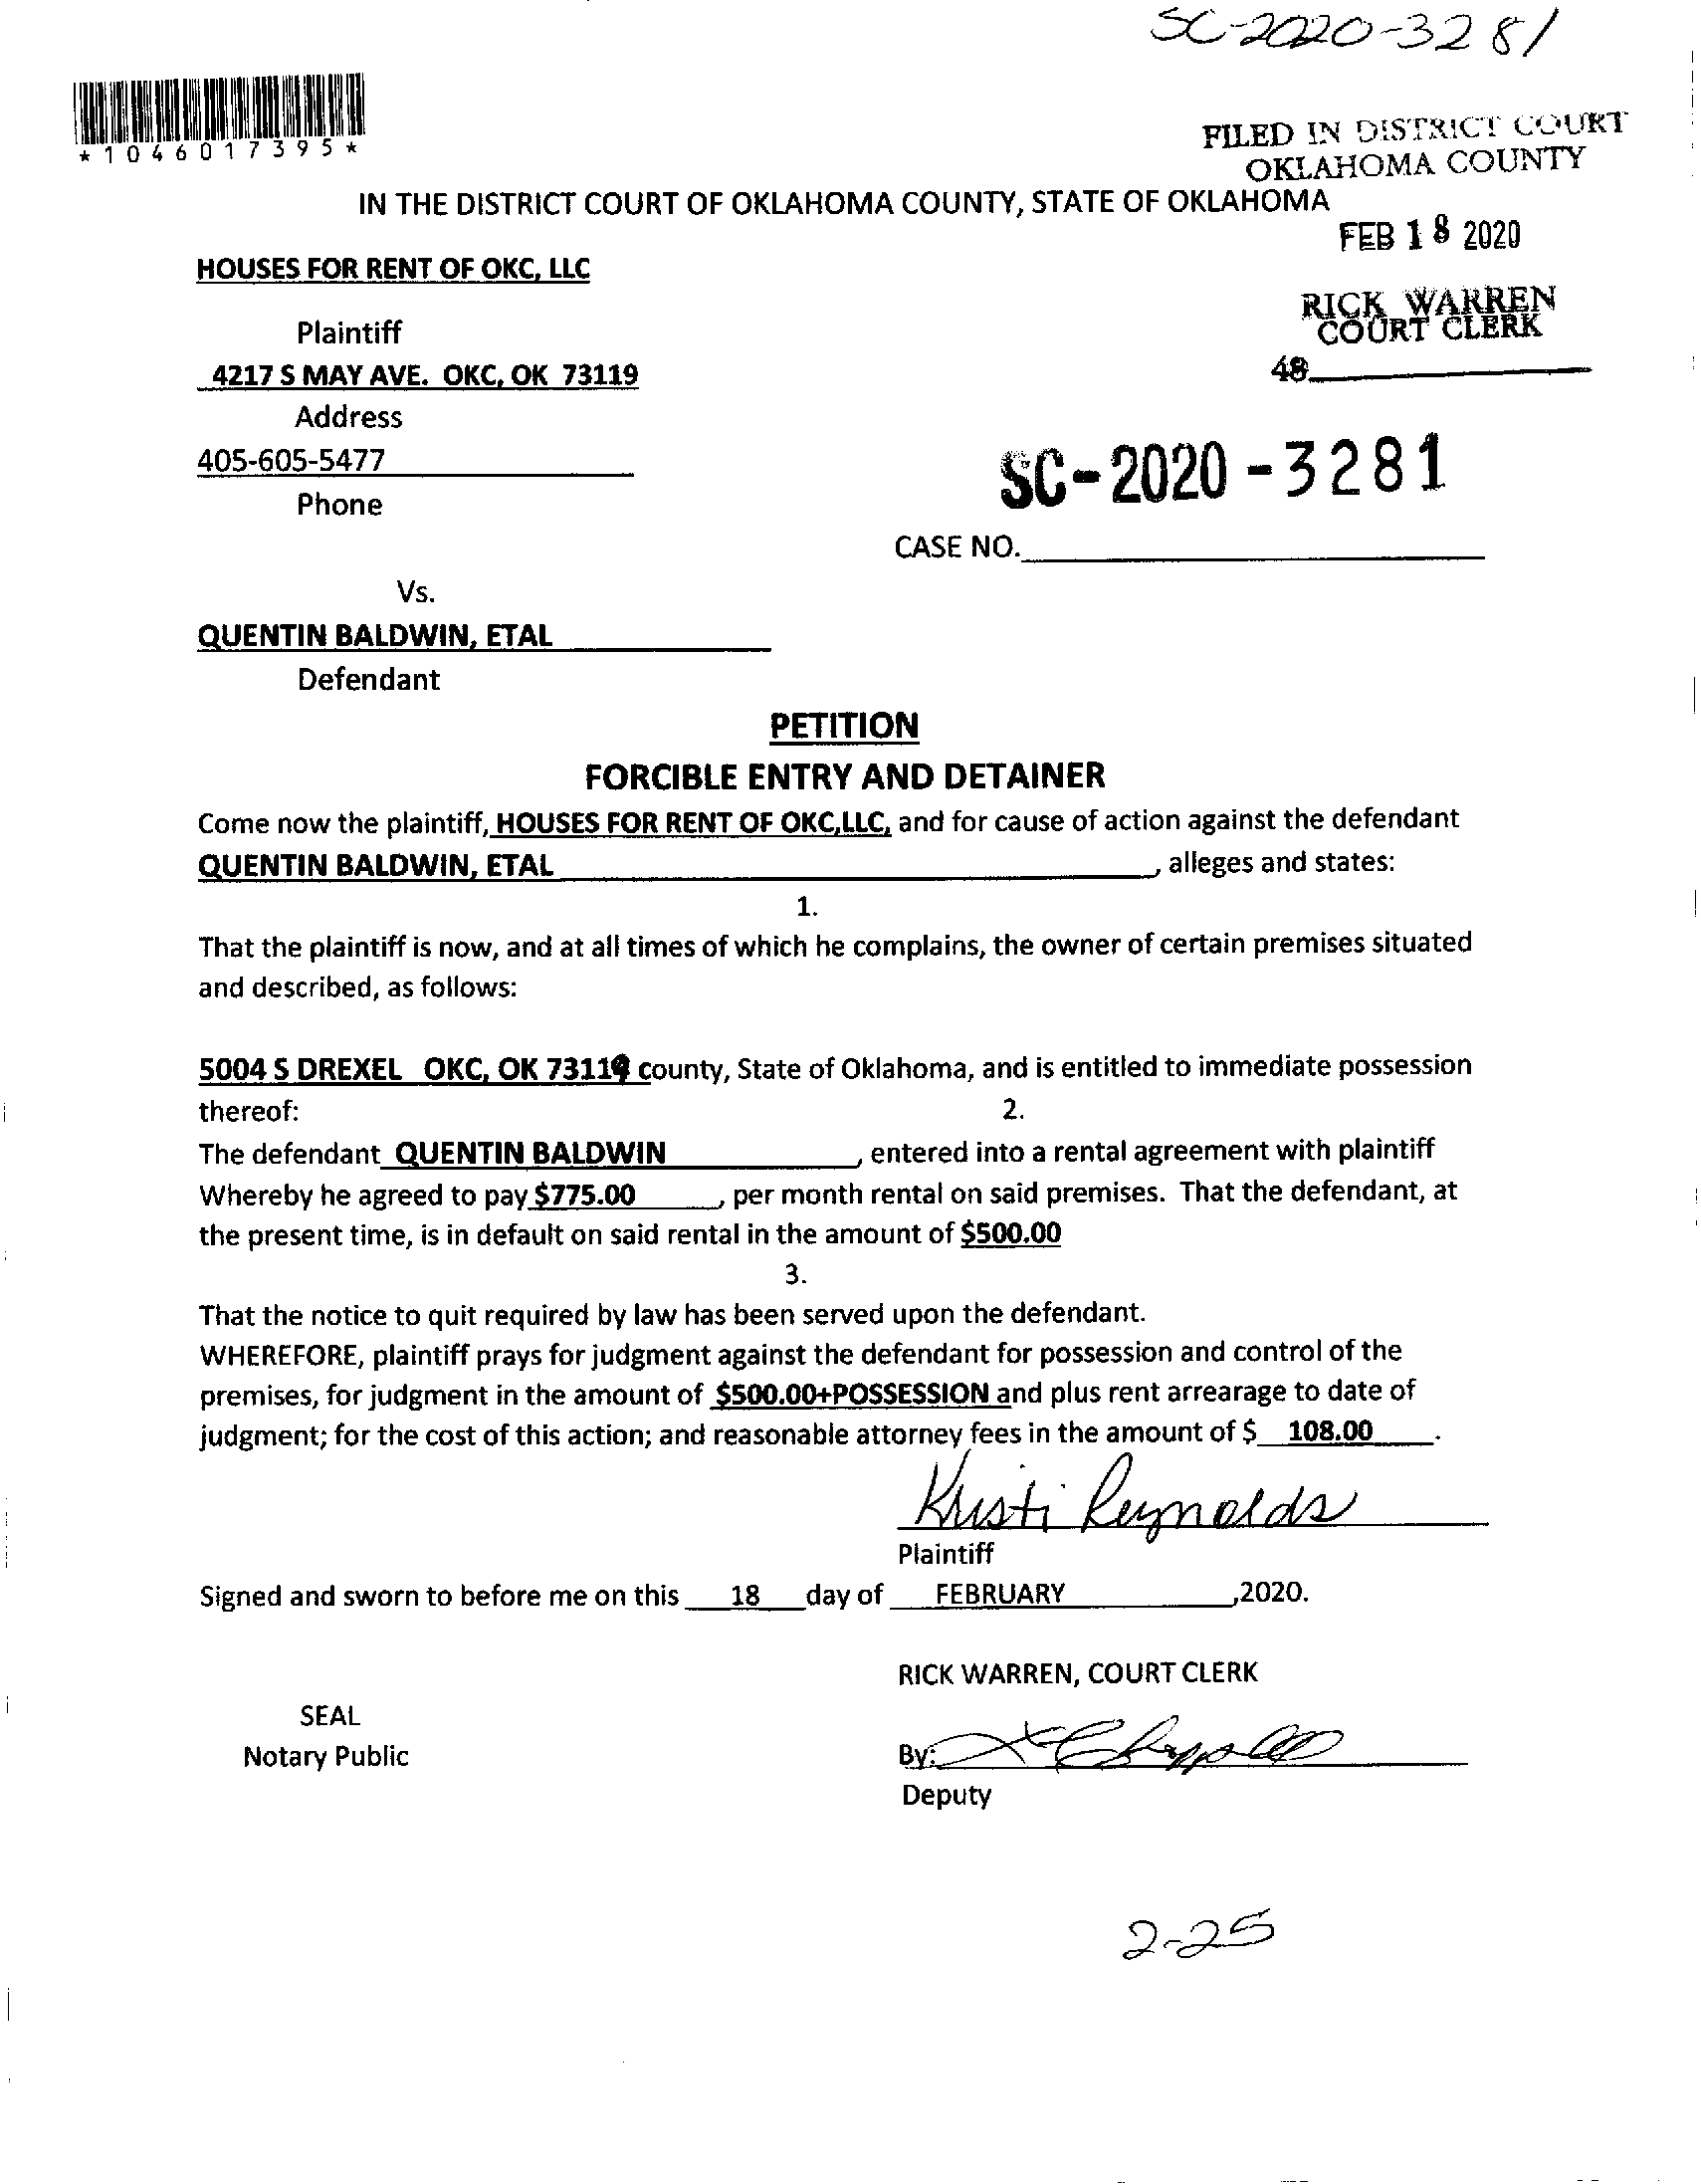 SC-2020-3281
*1046017395*
FILED IN DISTRICT COURT
OKLAHOMA COUNTY
IN THE DISTRICT COURT OF OKLAHOMA COUNTY, STATE OF OKLAHOMA
FEB 18 2020
HOUSES FOR RENT OF OKC, LLC
RICK WARREN
COURT CLERK
Plaintiff
48
4217 S MAY AVE. OKC, OK 73119
Address
405-605-5477
SC-2020-3281
Phone
CASE NO.
Vs.
QUENTIN BALDWIN, ETAL
Defendant
PETITION
FORCIBLE ENTRY AND DETAINER
Come now the plaintiff, HOUSES FOR RENT OF OKC,LLC, and for cause of action against the defendant
QUENTIN BALDWIN, ETAL, alleges and states:
1.
That the plaintiff is now, and at all times of which he complains, the owner of certain premises situated
and described, as follows:
5004 S DREXEL OKC, OK 73119 county, State of Oklahoma, and is entitled to immediate possession
thereof: 2.
The defendant QUENTIN BALDWIN, entered into a rental agreement with plaintiff
Whereby he agreed to pay $775.00, per month rental on said premises. That the defendant, at
the present time, is in default on said rental in the amount of $500.00
3.
That the notice to quit required by law has been served upon the defendant.
WHEREFORE, plaintiff prays for judgment against the defendant for possession and control of the
premises, for judgment in the amount of $500.00+POSSESSION and plus rent arrearage to date of
judgment; for the cost of this action; and reasonable attorney fees in the amount of $ 108.00.
Kristi Reynolds
Plaintiff
Signed and sworn to before me on this 18 day of FEBRUARY,2020.
RICK WARREN, COURT CLERK
SEAL
Notary Public
By:
Deputy
2-25